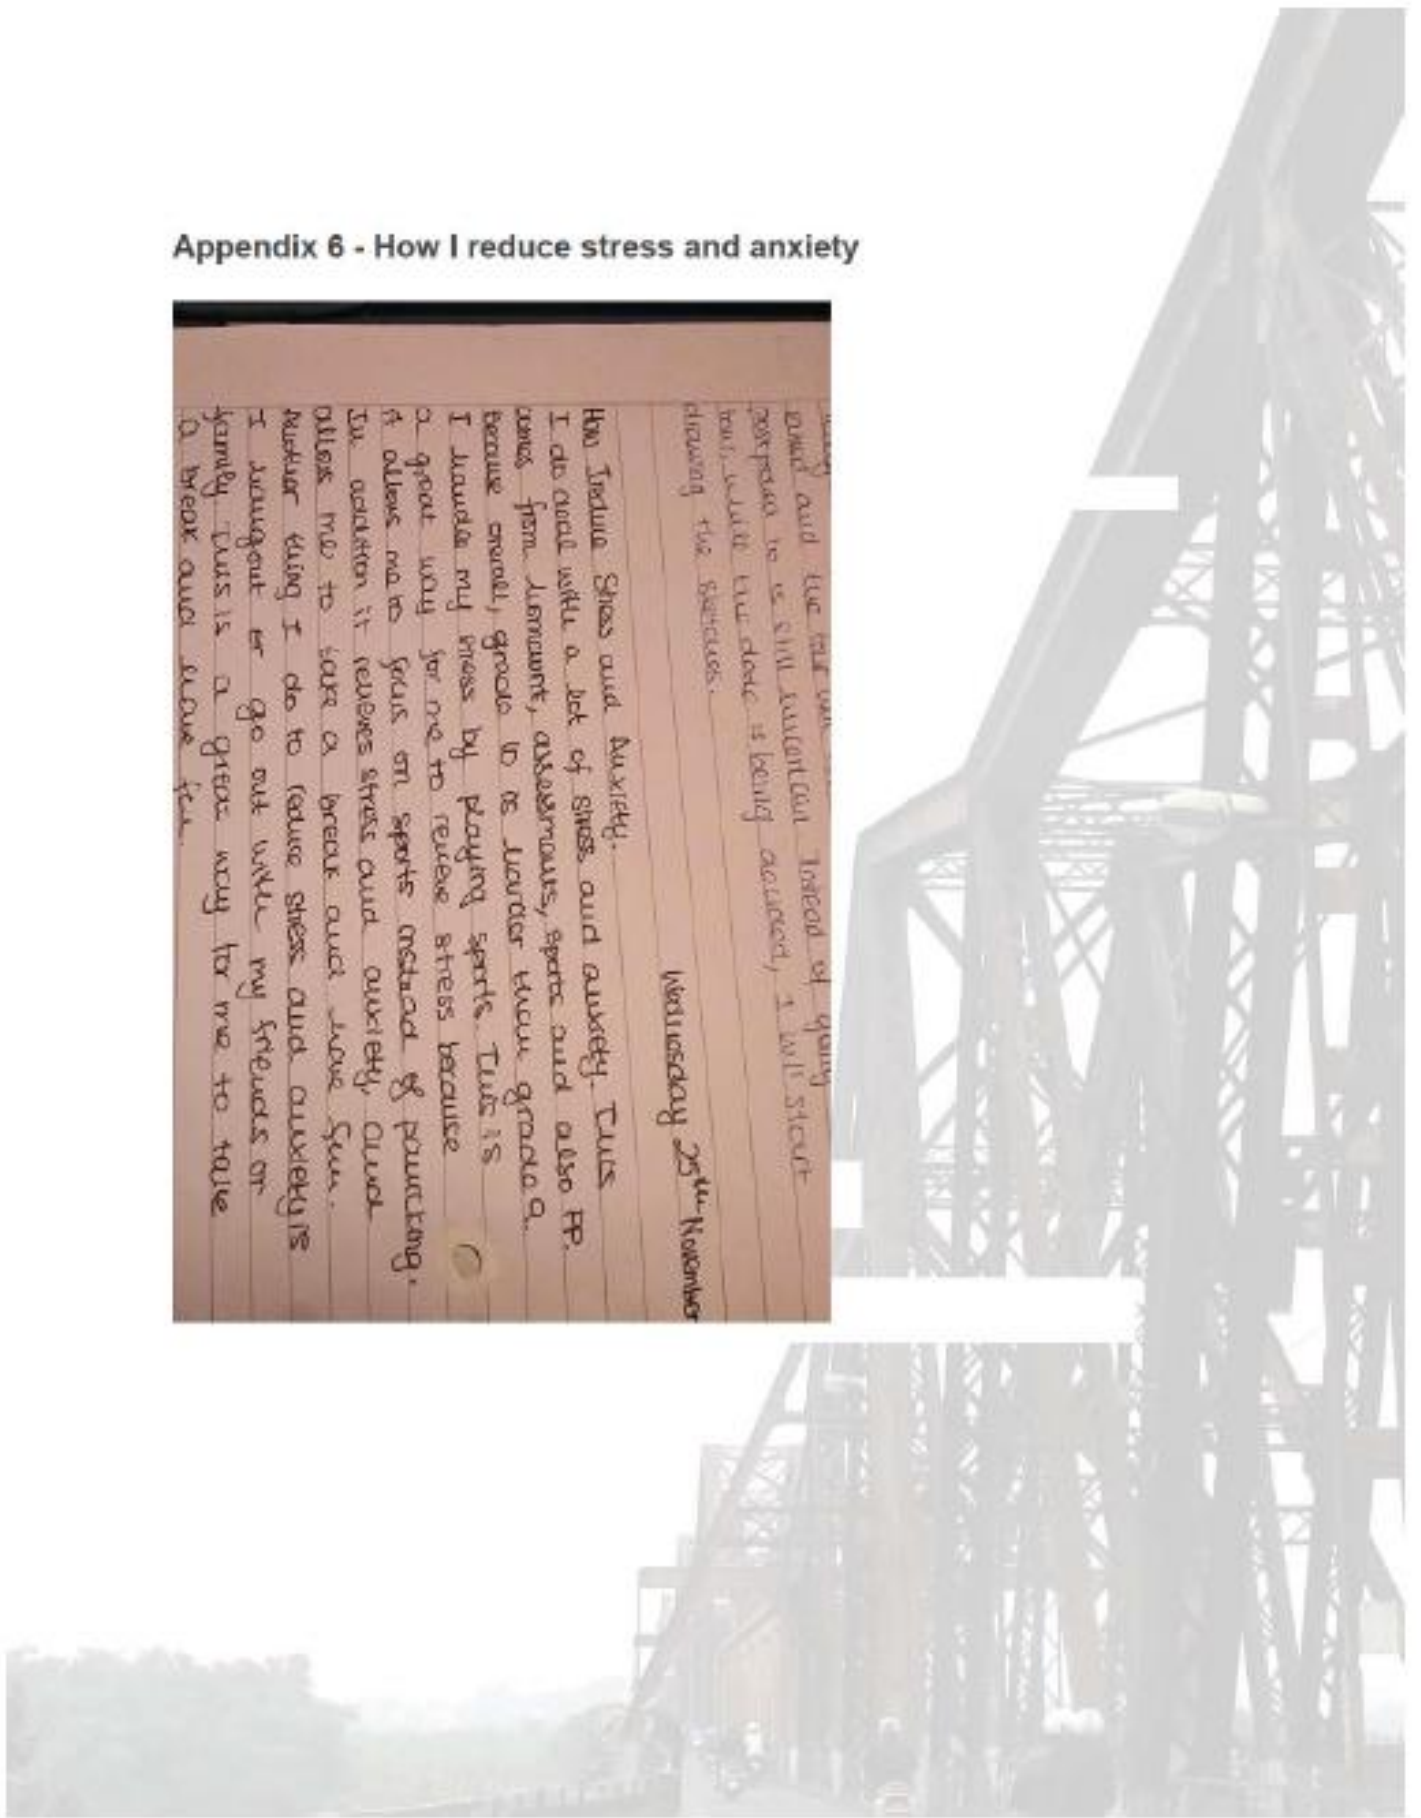 Appendix 6 - How I reduce stress and anxiety
and the
is still Instead of going
hour, while the date is being decided, I will start
drawing the sketches.
Wednesday 25th November
How I reduce Stress and Anxiety.
I do deal with a lot of stress and anxiety. This
comes from homework, assessments, sports and also PP.
Because overall, grade 10 is harder than grade 9.
I handle my stress by playing sports. This is
a great way for me to relieve stress because
it allows me to focus on sports instead of panicking.
In addition it relieves stress and anxiety, and
allows me to take a break and have fun.
Another thing I do to reduce stress and anxiety is
I hangout or go out with my friends or
family This is a great way for me to take
a break and have fun.